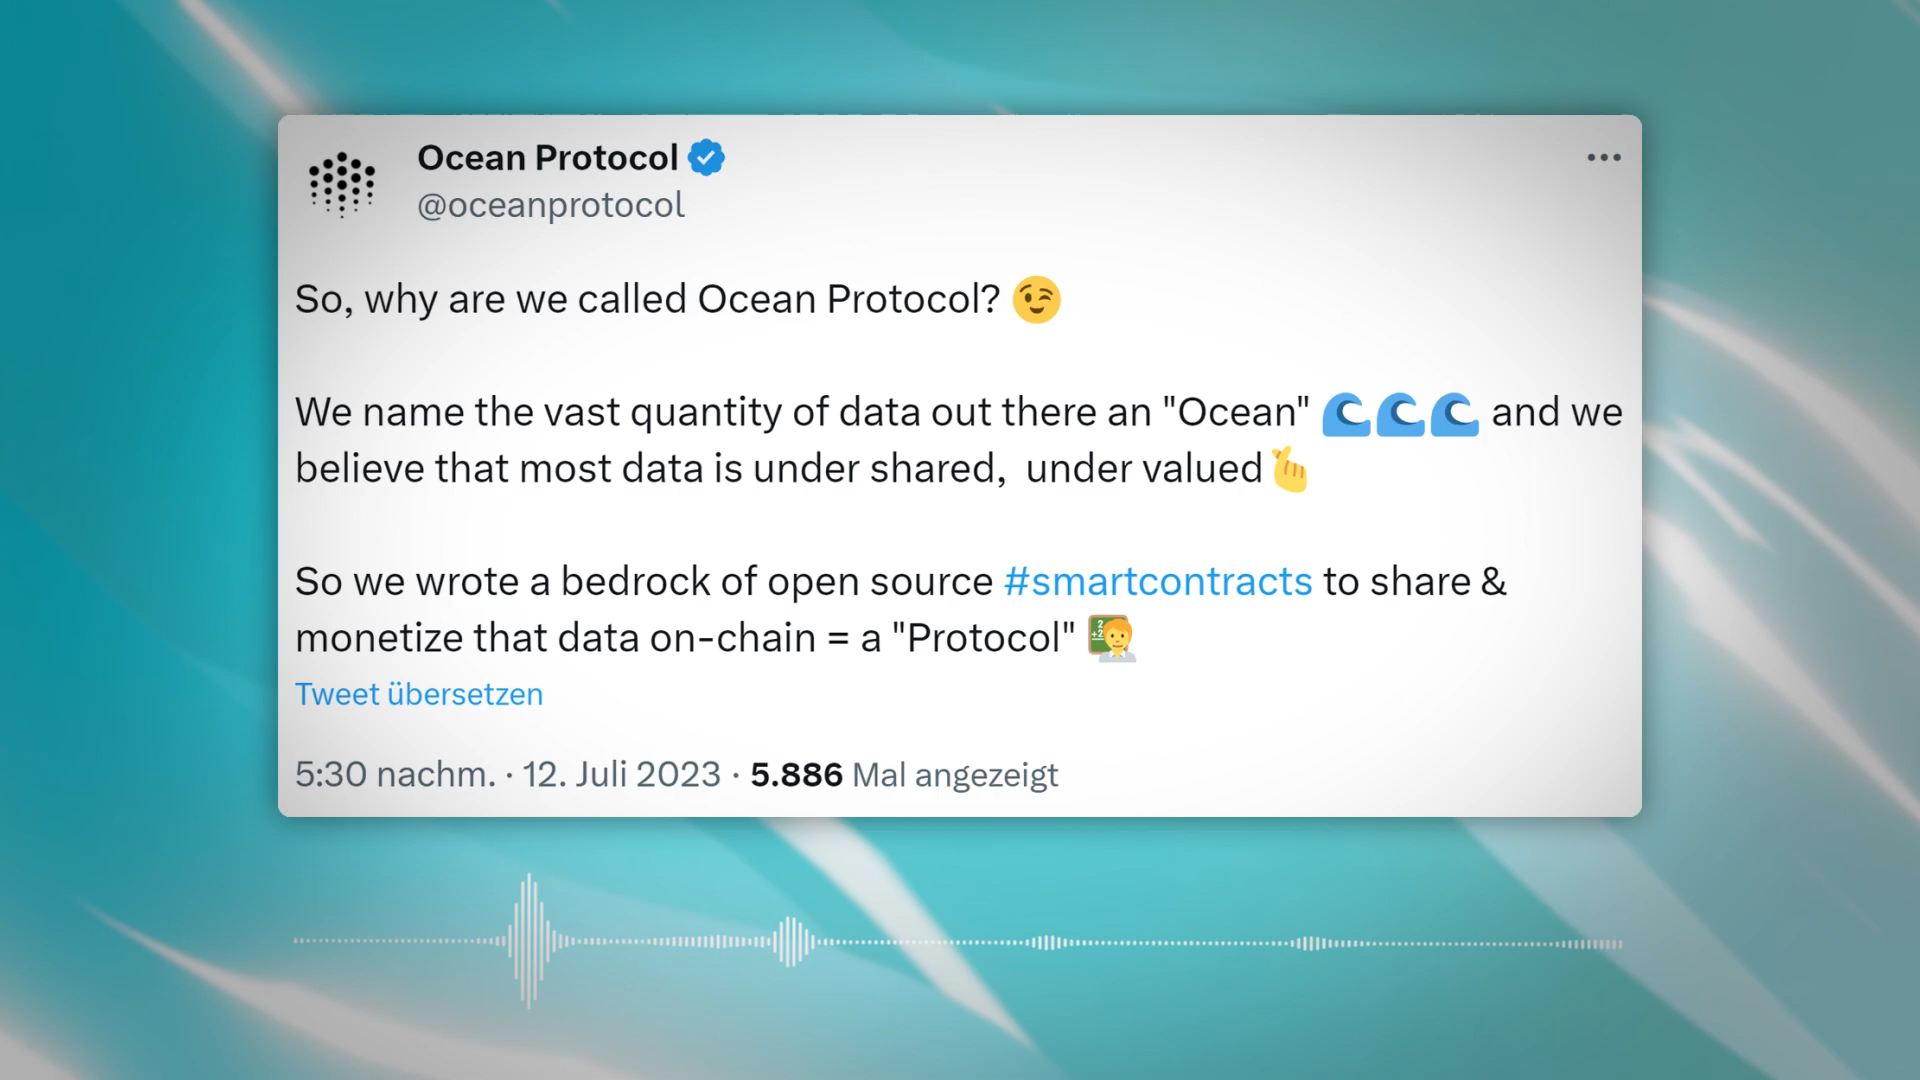 Ocean Protocol
@oceanprotocol
So, why are we called Ocean Protocol? 😉
We name the vast quantity of data out there an "Ocean" 🌊🌊🌊 and we
believe that most data is under shared,  under valued🫰
So we wrote a bedrock of open source #smartcontracts to share &
monetize that data on-chain = a "Protocol" 🧑‍🏫
Tweet übersetzen
5:30 nachm. · 12. Juli 2023 · 5.886 Mal angezeigt